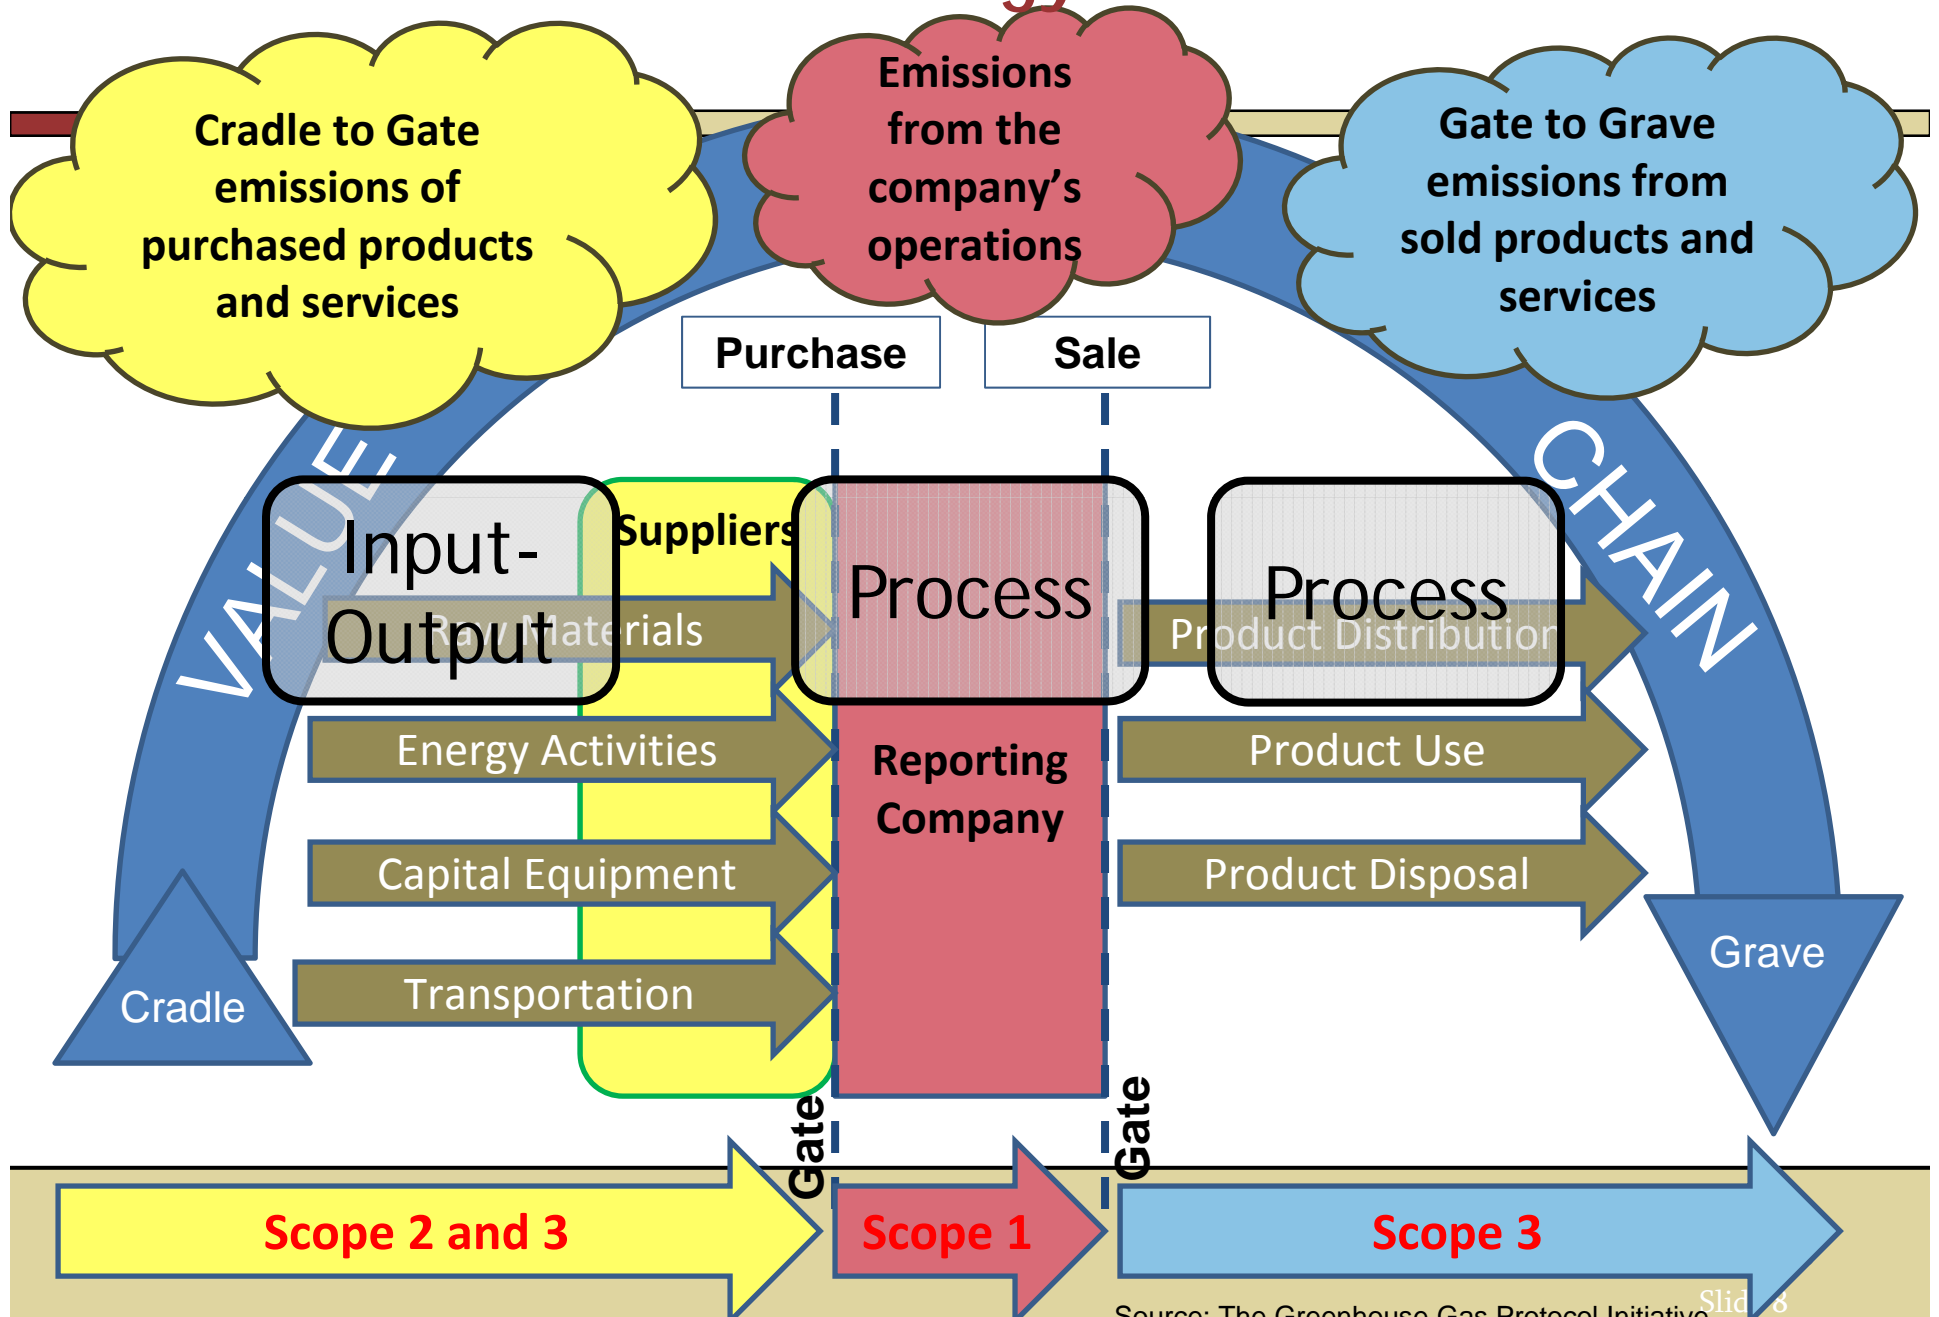 Cradle to Gate
emissions of
purchased products
and services
Emissions
from the
company's
operations
Gate to Grave
emissions from
sold products and
services
Purchase
Sale
VALUE
CHAIN
Suppliers
Input-
Output
Process
Process
Raw Materials
Product Distribution
Energy Activities
Reporting
Company
Product Use
Capital Equipment
Product Disposal
Transportation
Cradle
Grave
Gate
Gate
Scope 2 and 3
Scope 1
Scope 3
Source: The Greenhouse Gas Protocol Initiative
Slide 8